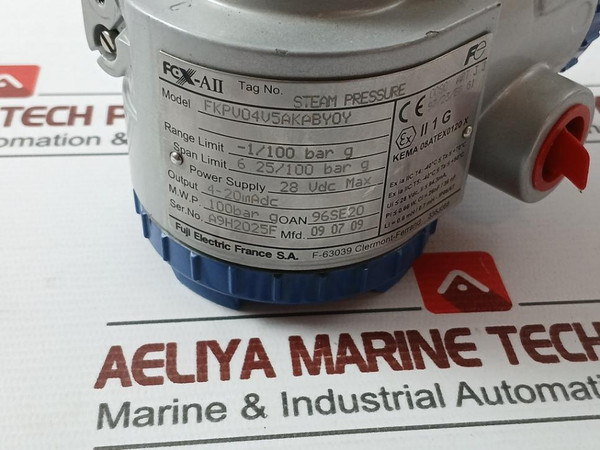 FCX-AII Tag No. STEAM PRESSURE
Model FKPV04V5AKABY0Y
Range Limit -1/100 bar g
Span Limit 6 25/100 bar g
Power Supply 28 Vdc Max
Output 4-20mAdc
M.W.P. 100bar g OAN 96SE20
Ser No. A9H2025F Mfd. 09 07 09
Fuji Electric France S.A. F-63039 Clermont-Ferrand
CE
Ex II 1 G
KEMA 08ATEX0120 X
AELIYA MARINE TECH
Marine & Industrial Automati